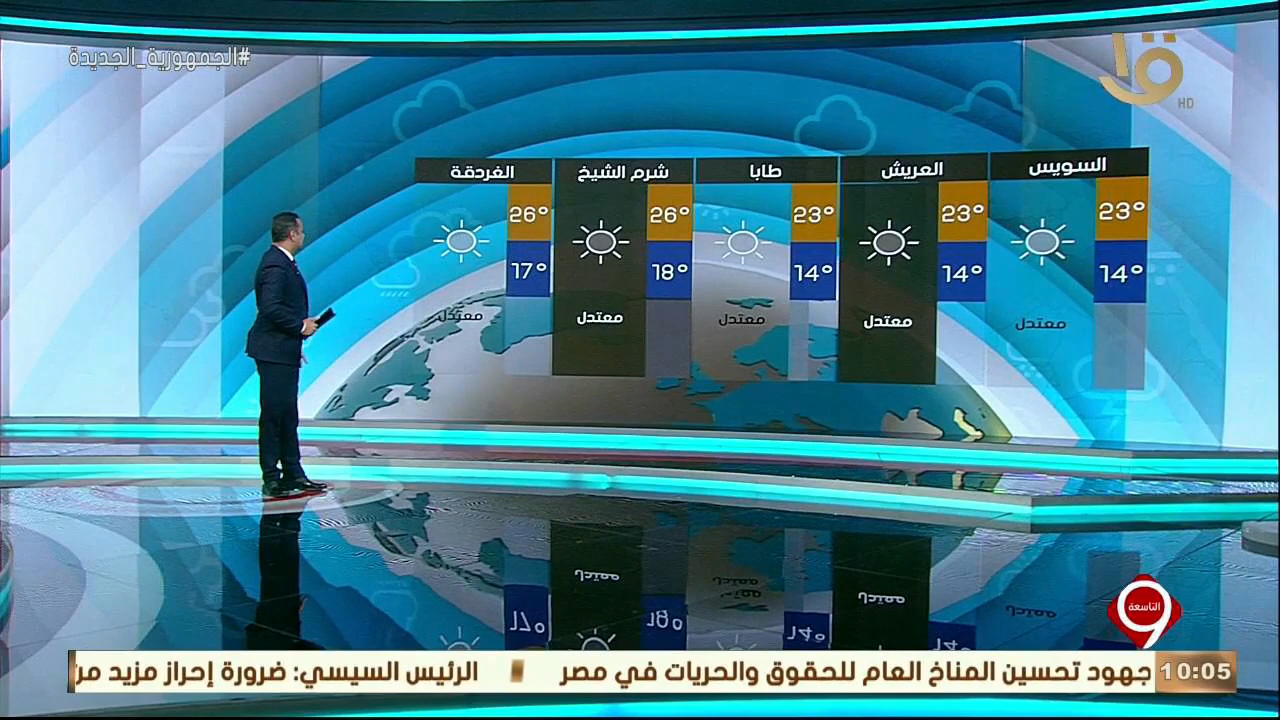 #الجمهورية_الجديدة
HD
السويس
23°
14°
معتدل
العريش
23°
14°
معتدل
طابا
23°
14°
معتدل
شرم الشيخ
26°
18°
معتدل
الغردقة
26°
17°
معتدل
التاسعة
9
10:05
جهود تحسين المناخ العام للحقوق والحريات في مصر
الرئيس السيسي: ضرورة إحراز مزيد من